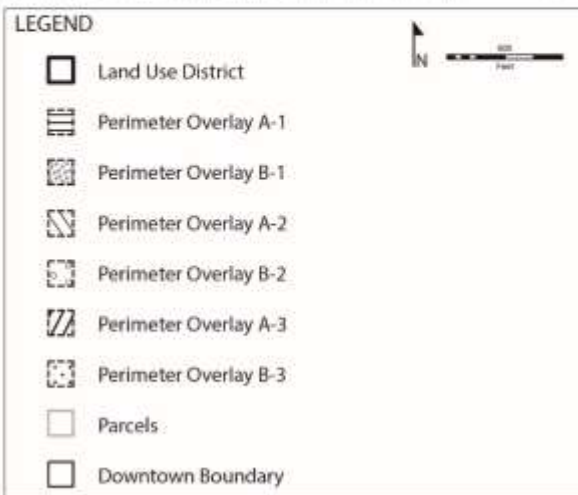 LEGEND
N
Land Use District
Perimeter Overlay A-1
Perimeter Overlay B-1
Perimeter Overlay A-2
Perimeter Overlay B-2
Perimeter Overlay A-3
Perimeter Overlay B-3
Parcels
Downtown Boundary